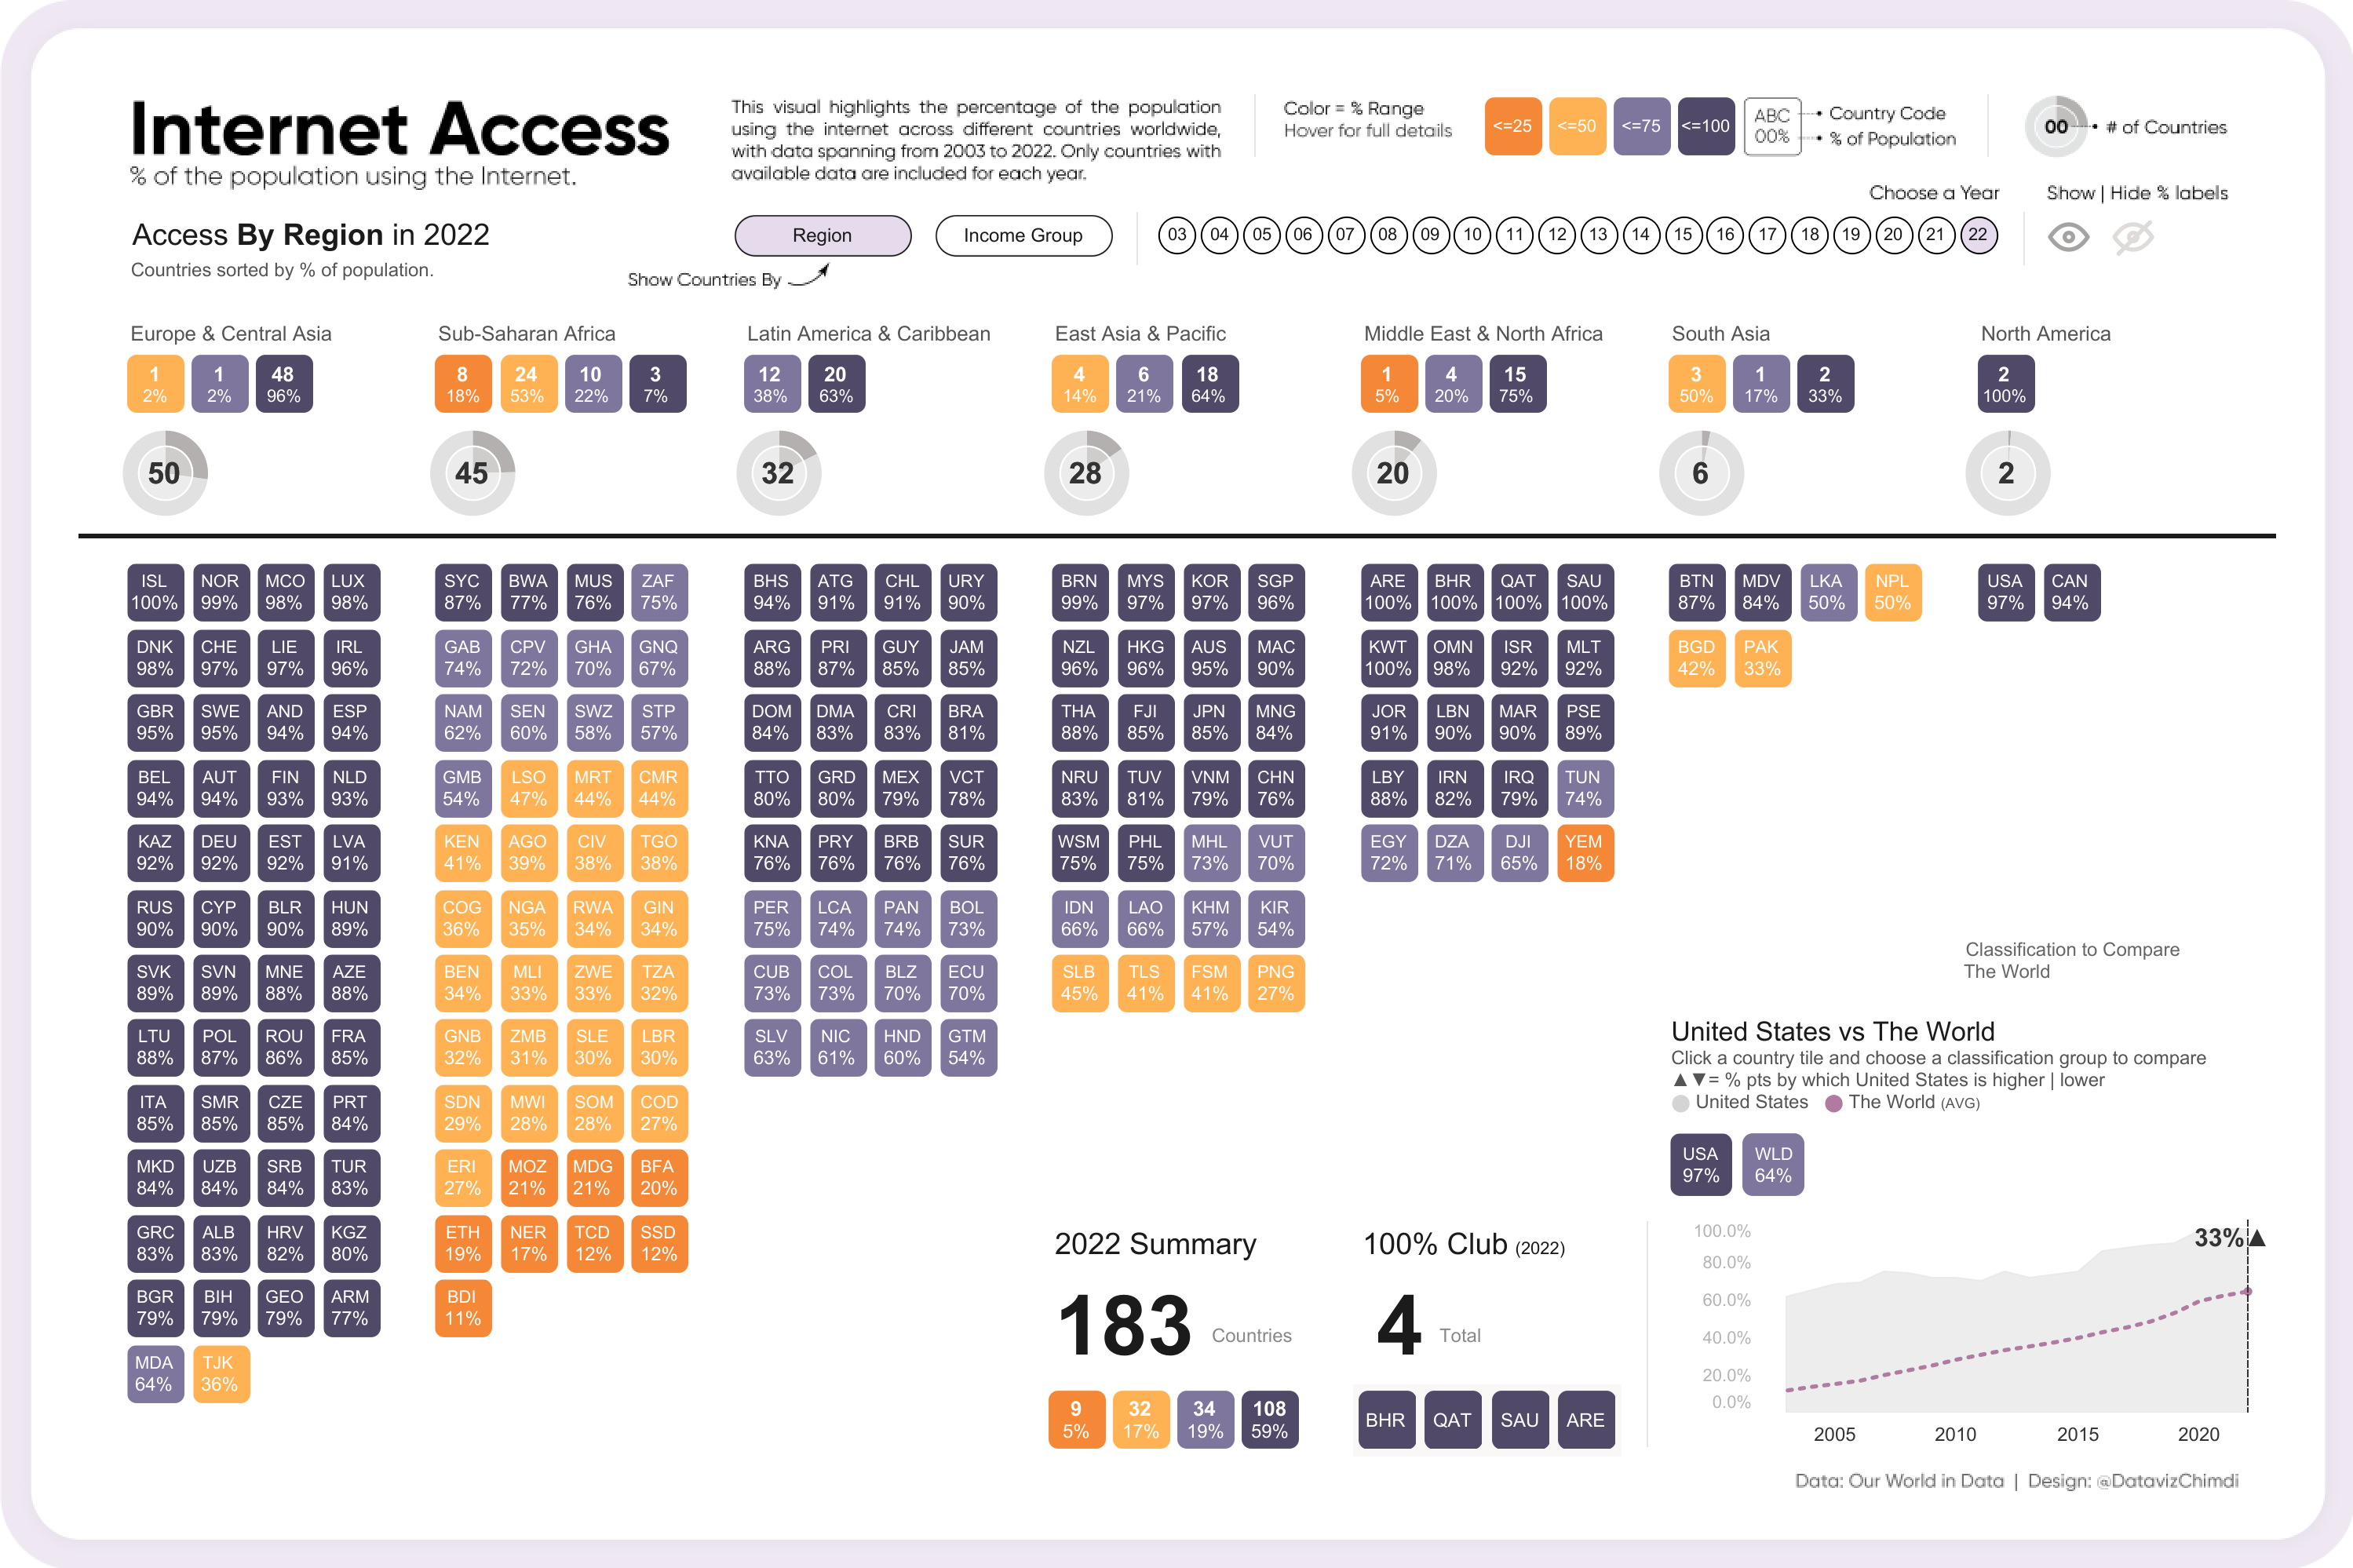 Internet Access
% of the population using the Internet.
This visual highlights the percentage of the population
using the internet across different countries worldwide,
with data spanning from 2003 to 2022. Only countries with
available data are included for each year.
Color = % Range
Hover for full details
<=25 <=50 <=75 <=100
ABC
00%
Country Code
% of Population
00
# of Countries
Access By Region in 2022
Countries sorted by % of population.
Region Income Group
Show Countries By
Choose a Year
03 04 05 06 07 08 09 10 11 12 13 14 15 16 17 18 19 20 21 22
Show | Hide % labels
Europe & Central Asia
1 1 48
2% 2% 96%
50
Sub-Saharan Africa
8 24 10 3
18% 53% 22% 7%
45
Latin America & Caribbean
12 20
38% 63%
32
East Asia & Pacific
4 6 18
14% 21% 64%
28
Middle East & North Africa
1 4 15
5% 20% 75%
20
South Asia
3 1 2
50% 17% 33%
6
North America
2
100%
2
ISL NOR MCO LUX
100% 99% 98% 98%
DNK CHE LIE IRL
98% 97% 97% 96%
GBR SWE AND ESP
95% 95% 94% 94%
BEL AUT FIN NLD
94% 94% 93% 93%
KAZ DEU EST LVA
92% 92% 92% 91%
RUS CYP BLR HUN
90% 90% 90% 89%
SVK SVN MNE AZE
89% 89% 88% 88%
LTU POL ROU FRA
88% 87% 86% 85%
ITA SMR CZE PRT
85% 85% 85% 84%
MKD UZB SRB TUR
84% 84% 84% 83%
GRC ALB HRV KGZ
83% 83% 82% 80%
BGR BIH GEO ARM
79% 79% 79% 77%
MDA TJK
64% 36%
SYC BWA MUS ZAF
87% 77% 76% 75%
GAB CPV GHA GNQ
74% 72% 70% 67%
NAM SEN SWZ STP
62% 60% 58% 57%
GMB LSO MRT CMR
54% 47% 44% 44%
KEN AGO CIV TGO
41% 39% 38% 38%
COG NGA RWA GIN
36% 35% 34% 34%
BEN MLI ZWE TZA
34% 33% 33% 32%
GNB ZMB SLE LBR
32% 31% 30% 30%
SDN MWI SOM COD
29% 28% 28% 27%
ERI MOZ MDG BFA
27% 21% 21% 20%
ETH NER TCD SSD
19% 17% 12% 12%
BDI
11%
BHS ATG CHL URY
94% 91% 91% 90%
ARG PRI GUY JAM
88% 87% 85% 85%
DOM DMA CRI BRA
84% 83% 83% 81%
TTO GRD MEX VCT
80% 80% 79% 78%
KNA PRY BRB SUR
76% 76% 76% 76%
PER LCA PAN BOL
75% 74% 74% 73%
CUB COL BLZ ECU
73% 73% 70% 70%
SLV NIC HND GTM
63% 61% 60% 54%
BRN MYS KOR SGP
99% 97% 97% 96%
NZL HKG AUS MAC
96% 96% 95% 90%
THA FJI JPN MNG
88% 85% 85% 84%
NRU TUV VNM CHN
83% 81% 79% 76%
WSM PHL MHL VUT
75% 75% 73% 70%
IDN LAO KHM KIR
66% 66% 57% 54%
SLB TLS FSM PNG
45% 41% 41% 27%
ARE BHR QAT SAU
100% 100% 100% 100%
KWT OMN ISR MLT
100% 98% 92% 92%
JOR LBN MAR PSE
91% 90% 90% 89%
LBY IRN IRQ TUN
88% 82% 79% 74%
EGY DZA DJI YEM
72% 71% 65% 18%
BTN MDV LKA NPL
87% 84% 50% 50%
BGD PAK
42% 33%
USA CAN
97% 94%
Classification to Compare
The World
2022 Summary
183 Countries
9 32 34 108
5% 17% 19% 59%
100% Club (2022)
4 Total
BHR QAT SAU ARE
United States vs The World
Click a country tile and choose a classification group to compare
▲▼= % pts by which United States is higher | lower
United States The World (AVG)
USA WLD
97% 64%
33%▲
100.0%
80.0%
60.0%
40.0%
20.0%
0.0%
2005 2010 2015 2020
Data: Our World in Data | Design: @DatavizChimdi